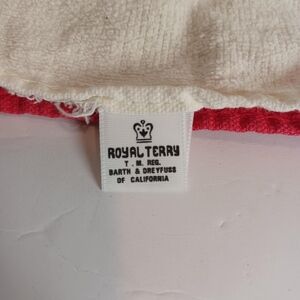 ROYAL TERRY
T. M. REG.
BARTH & DREYFUSS
OF CALIFORNIA